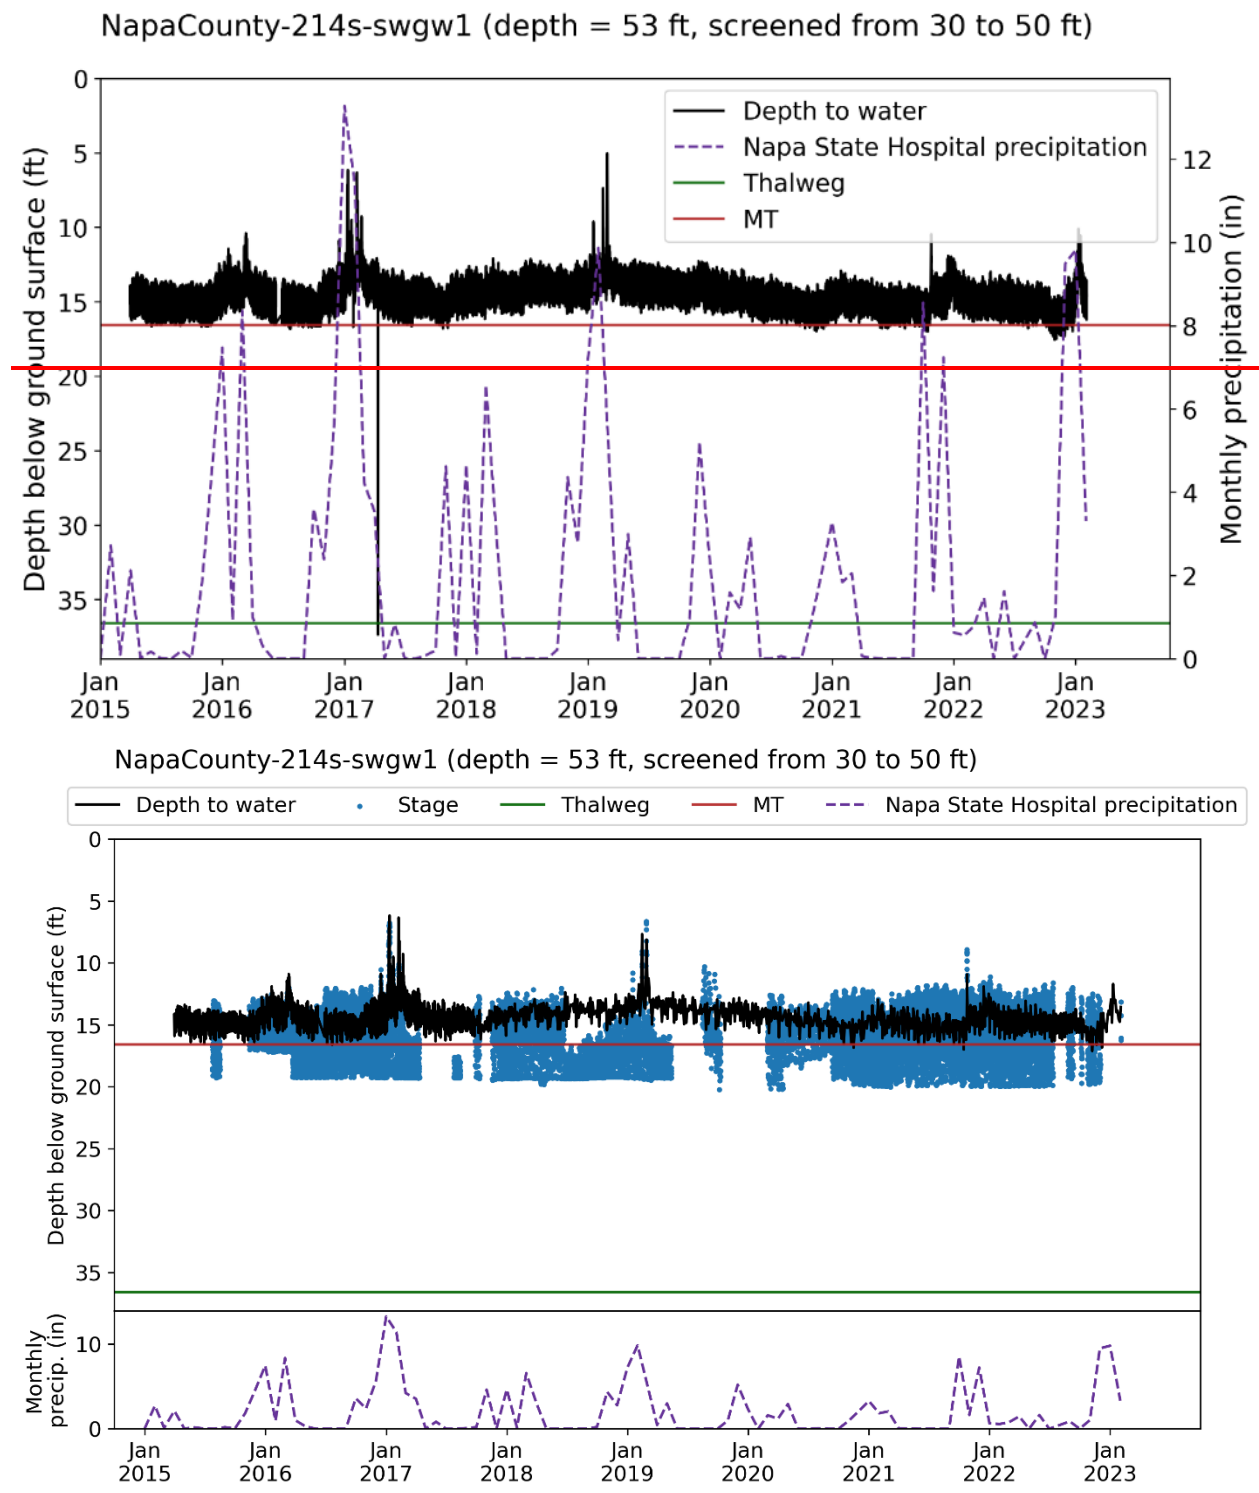 NapaCounty-214s-swgw1 (depth = 53 ft, screened from 30 to 50 ft)
Depth to water
Napa State Hospital precipitation
Thalweg
MT
Depth below ground surface (ft)
0
5
10
15
20
25
30
35
Monthly precipitation (in)
12
10
8
6
4
2
0
Jan Jan Jan Jan Jan Jan Jan Jan Jan
2015 2016 2017 2018 2019 2020 2021 2022 2023
NapaCounty-214s-swgw1 (depth = 53 ft, screened from 30 to 50 ft)
Depth to water Stage Thalweg MT Napa State Hospital precipitation
Depth below ground surface (ft)
0
5
10
15
20
25
30
35
Monthly
precip. (in)
10
0
Jan Jan Jan Jan Jan Jan Jan Jan Jan
2015 2016 2017 2018 2019 2020 2021 2022 2023